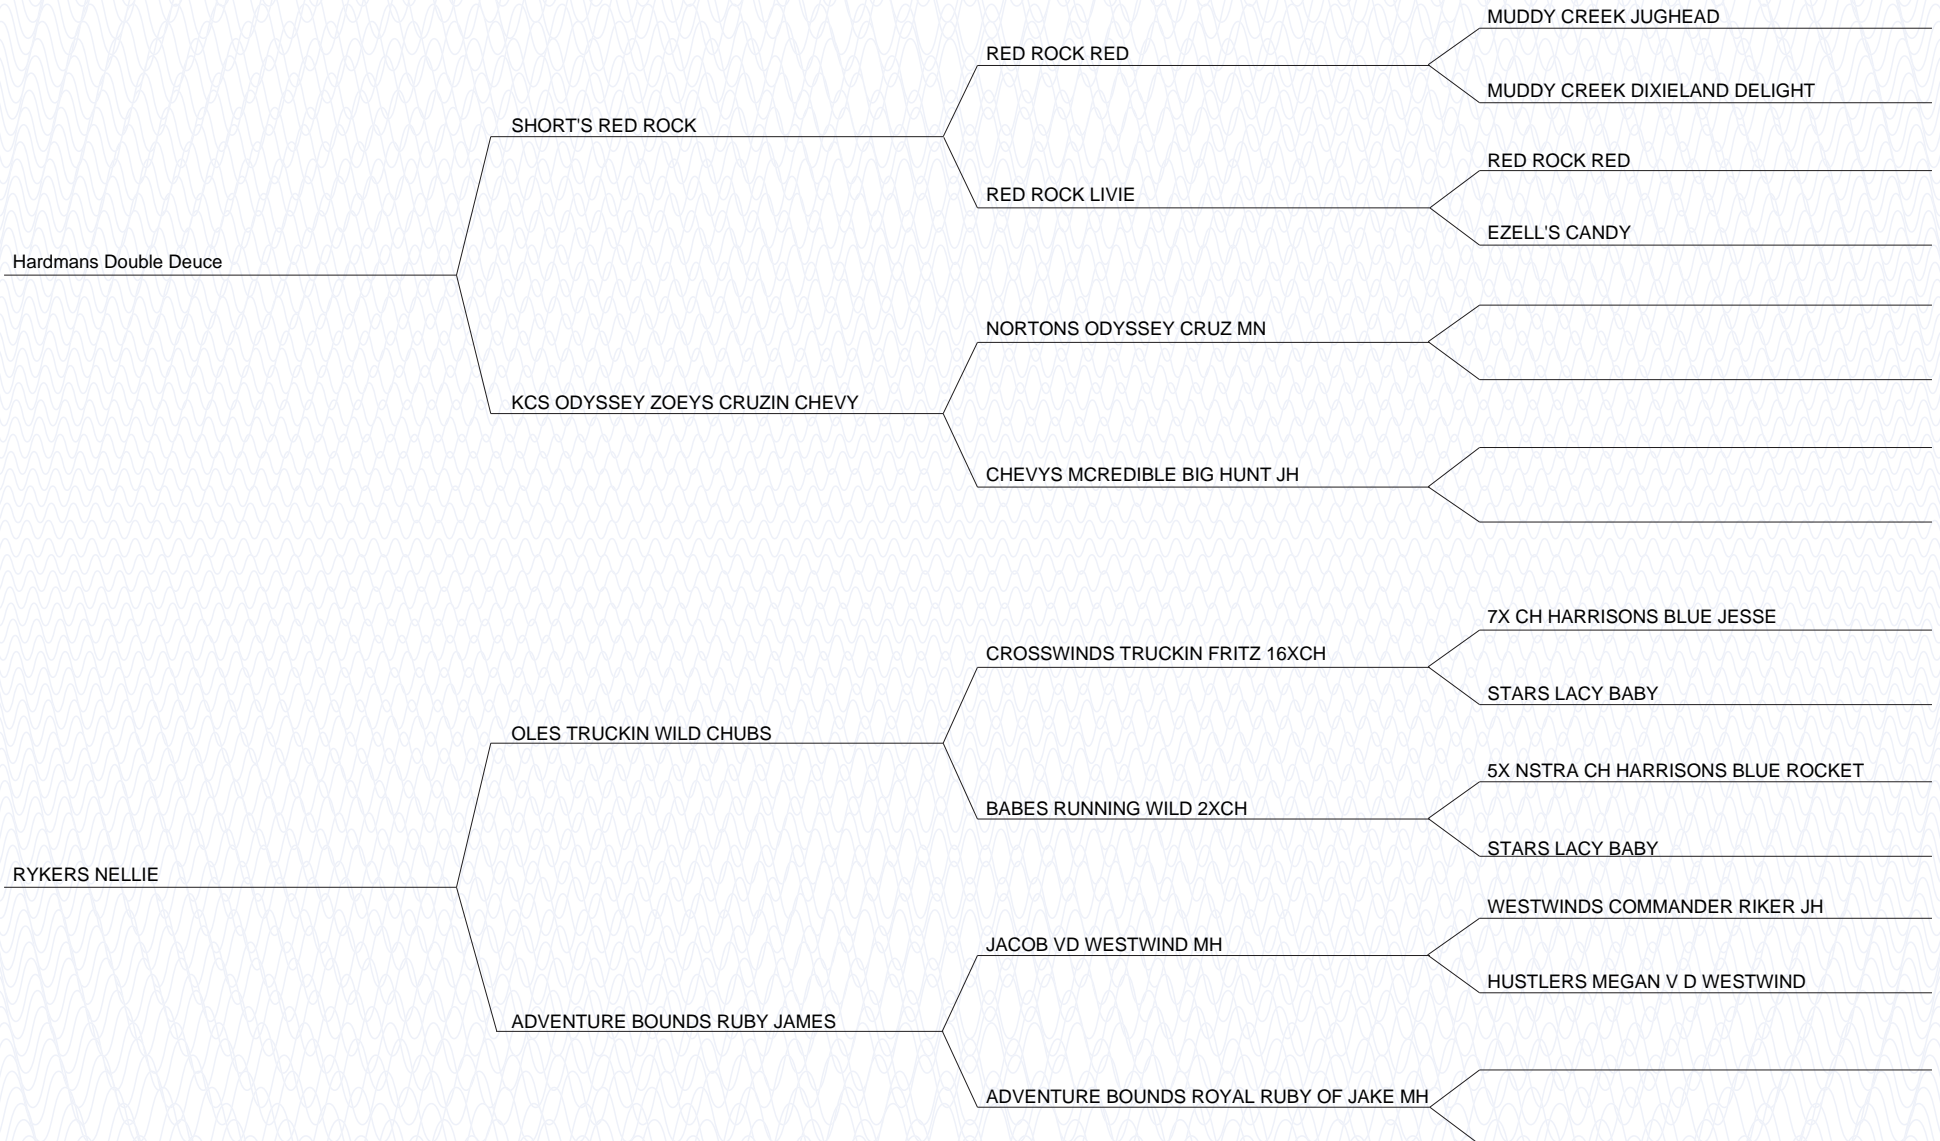 MUDDY CREEK JUGHEAD
RED ROCK RED
MUDDY CREEK DIXIELAND DELIGHT
SHORT'S RED ROCK
RED ROCK RED
RED ROCK LIVIE
EZELL'S CANDY
Hardmans Double Deuce
NORTONS ODYSSEY CRUZ MN
KCS ODYSSEY ZOEYS CRUZIN CHEVY
CHEVYS MCREDIBLE BIG HUNT JH
7X CH HARRISONS BLUE JESSE
CROSSWINDS TRUCKIN FRITZ 16XCH
STARS LACY BABY
OLES TRUCKIN WILD CHUBS
5X NSTRA CH HARRISONS BLUE ROCKET
BABES RUNNING WILD 2XCH
STARS LACY BABY
RYKERS NELLIE
WESTWINDS COMMANDER RIKER JH
JACOB VD WESTWIND MH
HUSTLERS MEGAN V D WESTWIND
ADVENTURE BOUNDS RUBY JAMES
ADVENTURE BOUNDS ROYAL RUBY OF JAKE MH